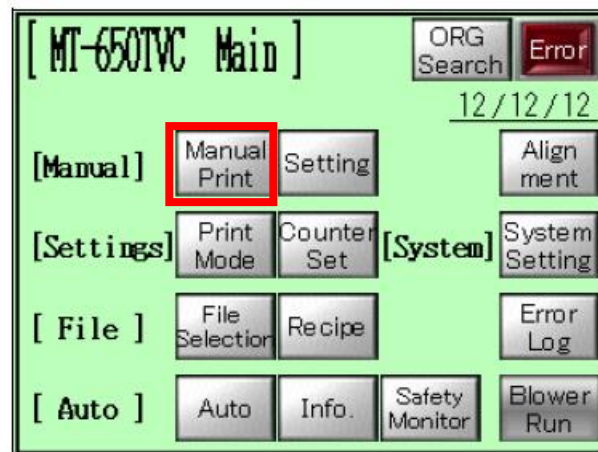 [ MT-650TVC Main ]
ORG
Search
Error
12/12/12
[Manual]
Manual
Print
Setting
Align
ment
[Settings]
Print
Mode
Counter
Set
[System]
System
Setting
[ File ]
File
Selection
Recipe
Error
Log
[ Auto ]
Auto
Info.
Safety
Monitor
Blower
Run